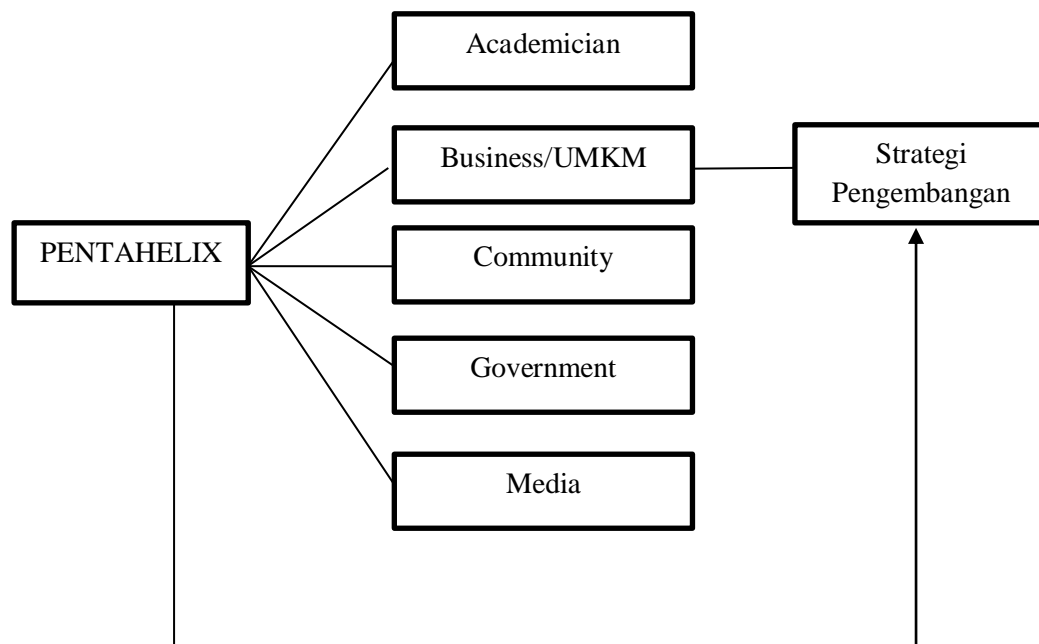 Academician
Business/UMKM
Strategi
Pengembangan
PENTAHELIX
Community
Government
Media